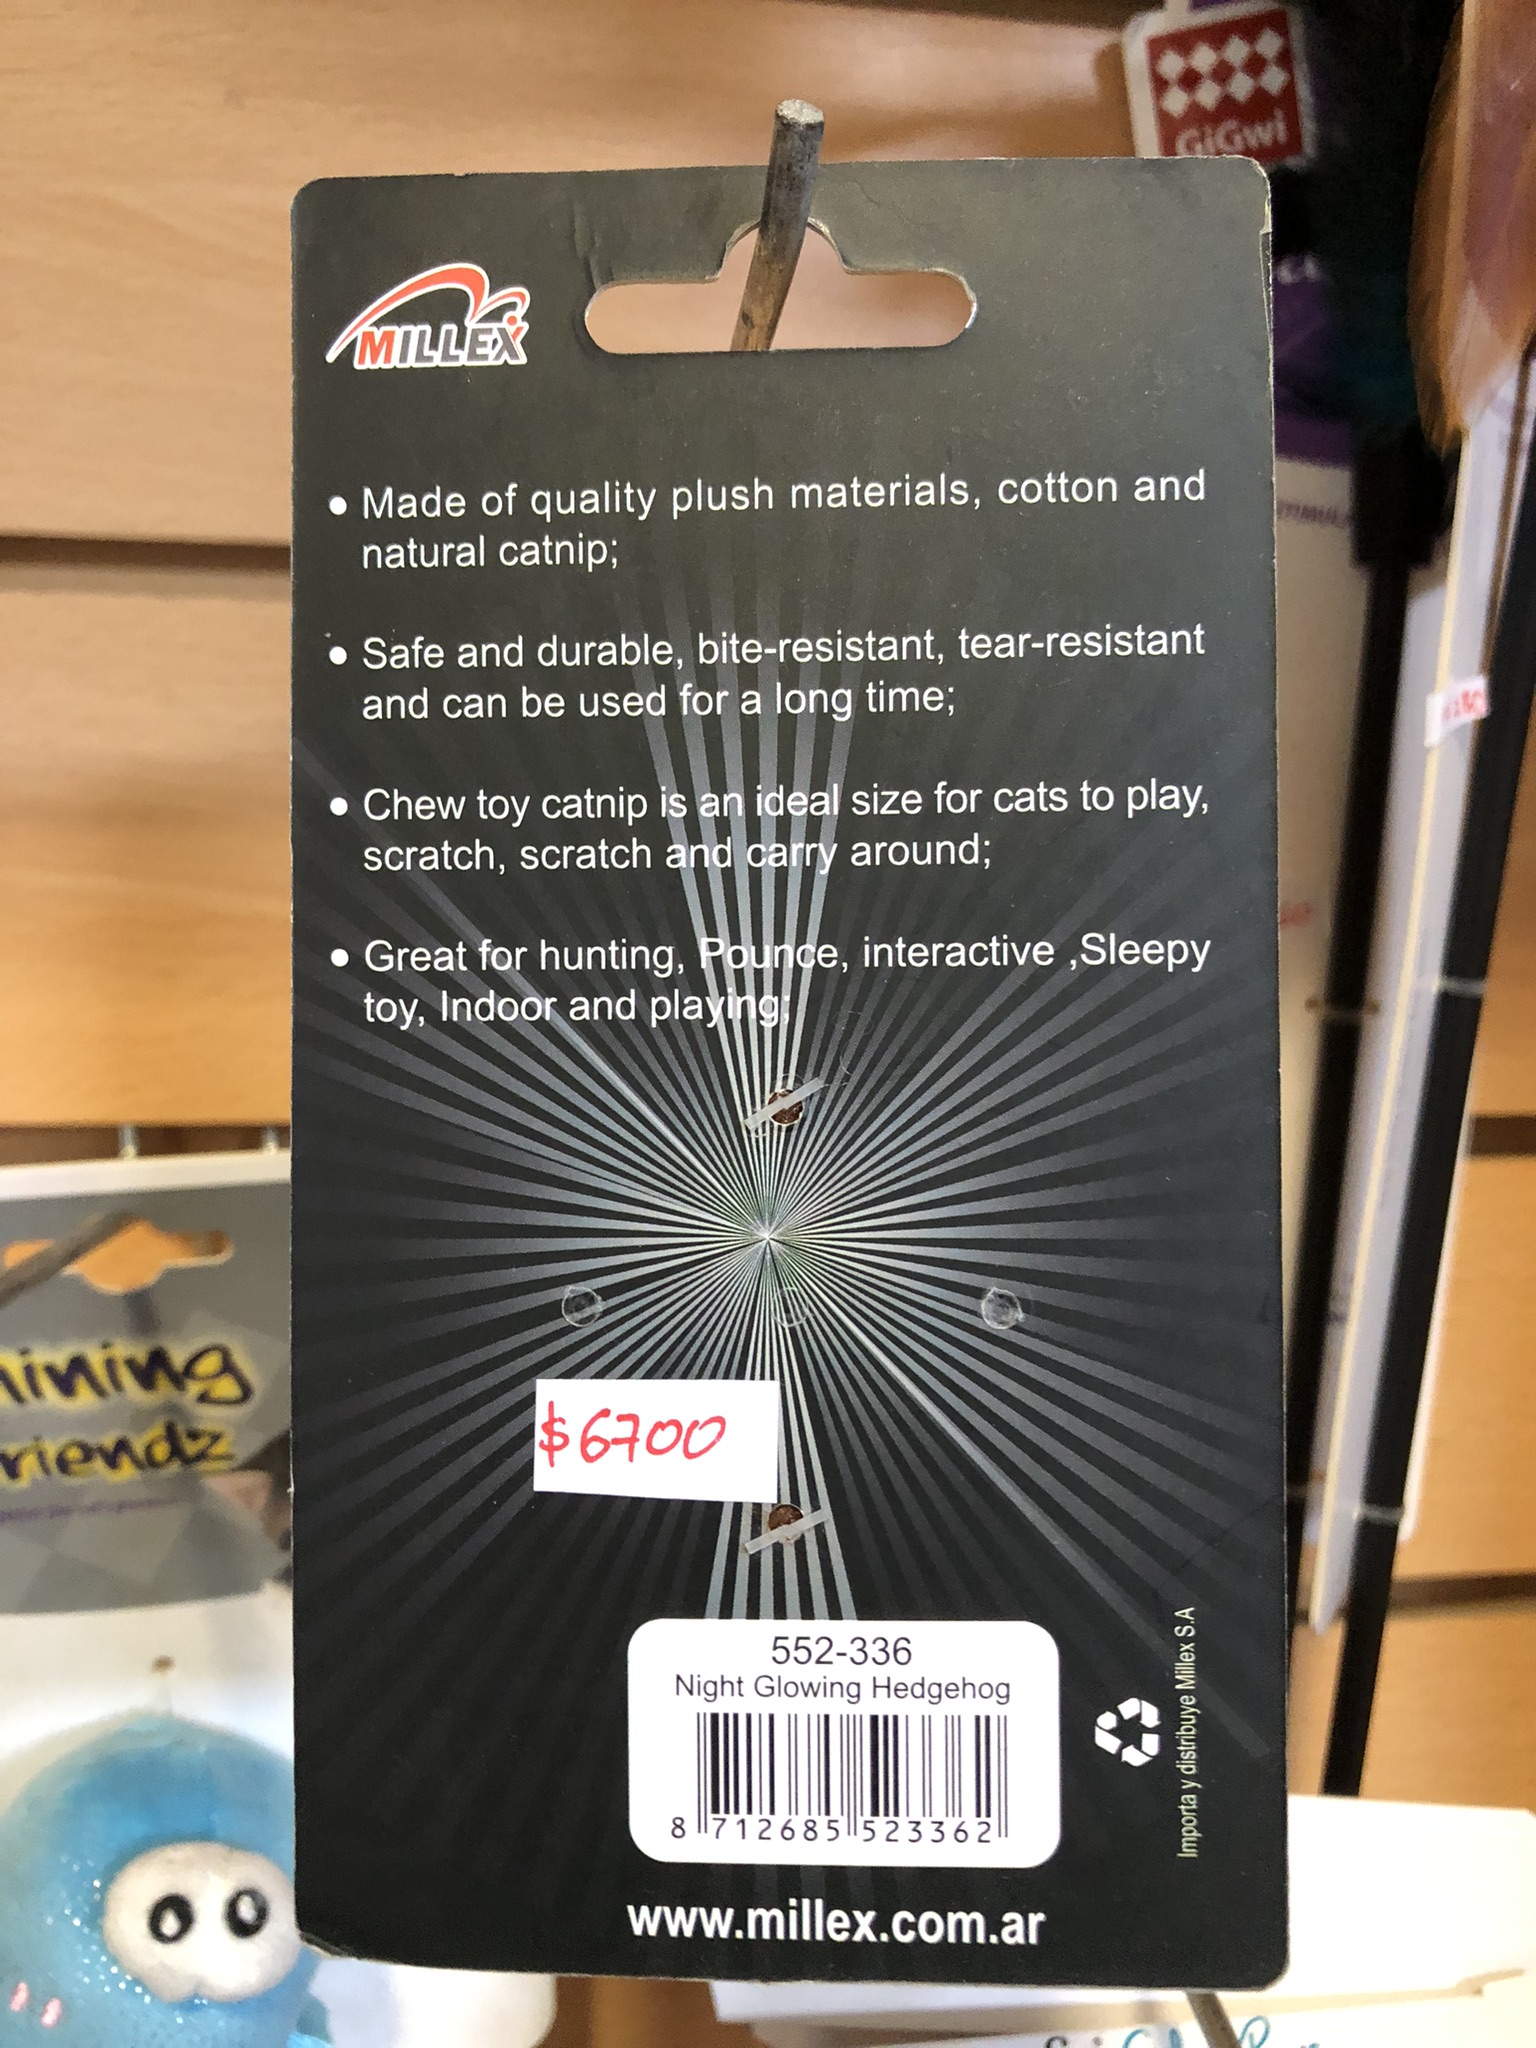 GiGwi
MILLEX
● Made of quality plush materials, cotton and
natural catnip;
● Safe and durable, bite-resistant, tear-resistant
and can be used for a long time;
● Chew toy catnip is an ideal size for cats to play,
scratch, scratch and carry around;
● Great for hunting, Pounce, interactive ,Sleepy
toy, Indoor and playing;
$6700
552-336
Night Glowing Hedgehog
8 712685 523362
Importa y distribuye Millex S.A
www.millex.com.ar
ining
riendz